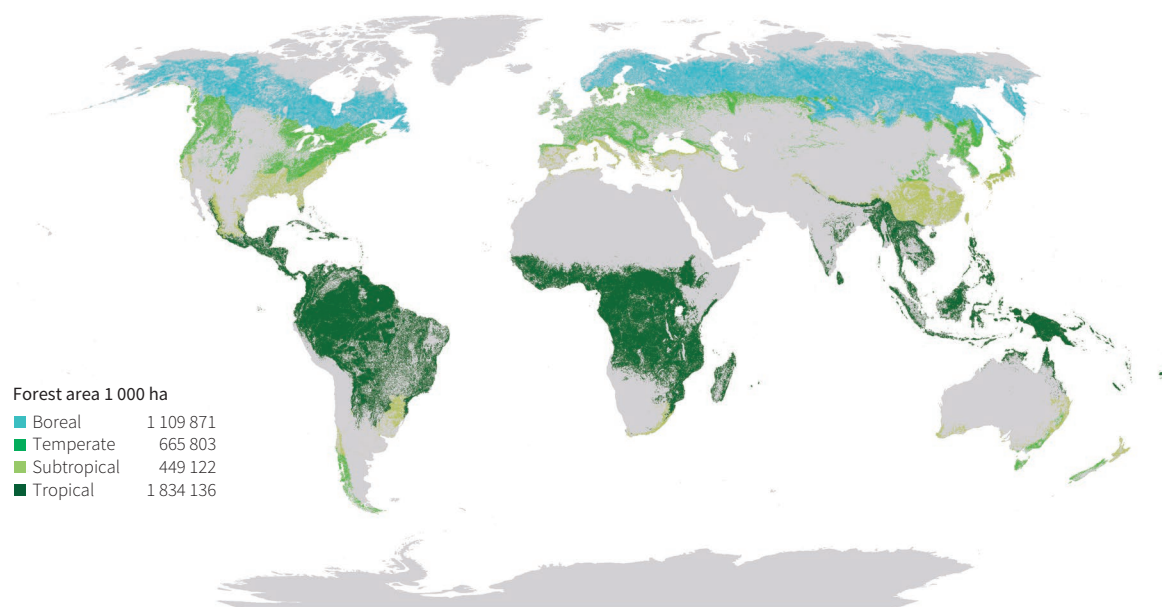 Forest area 1 000 ha
Boreal 1 109 871
Temperate 665 803
Subtropical 449 122
Tropical 1 834 136